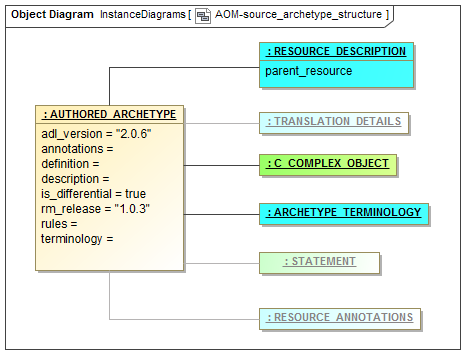 Object Diagram InstanceDiagrams [ AOM-source_archetype_structure ]
: RESOURCE_DESCRIPTION
parent_resource
: AUTHORED_ARCHETYPE
adl_version = "2.0.6"
annotations =
definition =
description =
is_differential = true
rm_release = "1.0.3"
rules =
terminology =
: TRANSLATION_DETAILS
: C_COMPLEX_OBJECT
: ARCHETYPE_TERMINOLOGY
: STATEMENT
: RESOURCE_ANNOTATIONS